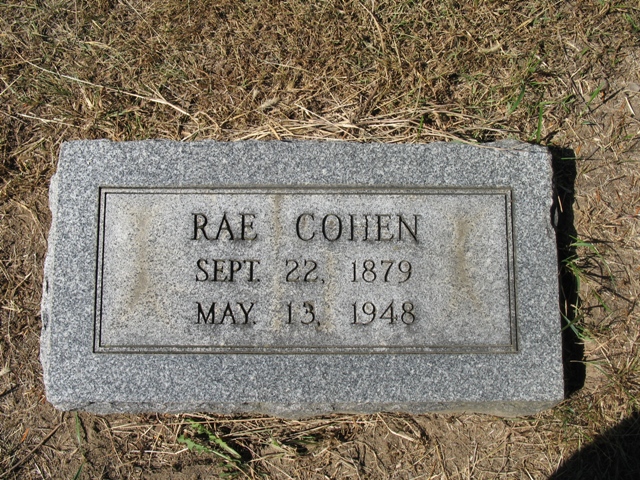 RAE COHEN
SEPT. 22, 1879
MAY. 13, 1948